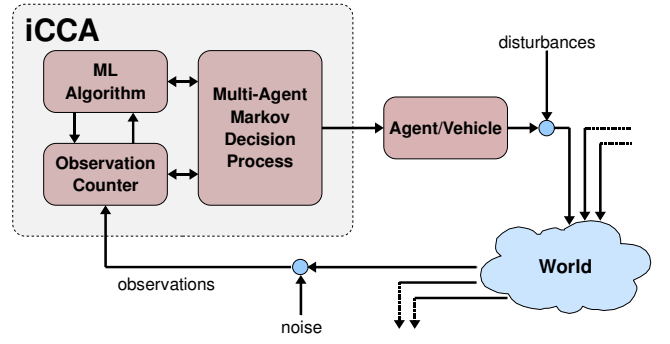 iCCA
ML
Algorithm
Observation
Counter
Multi-Agent
Markov
Decision
Process
Agent/Vehicle
disturbances
World
observations
noise